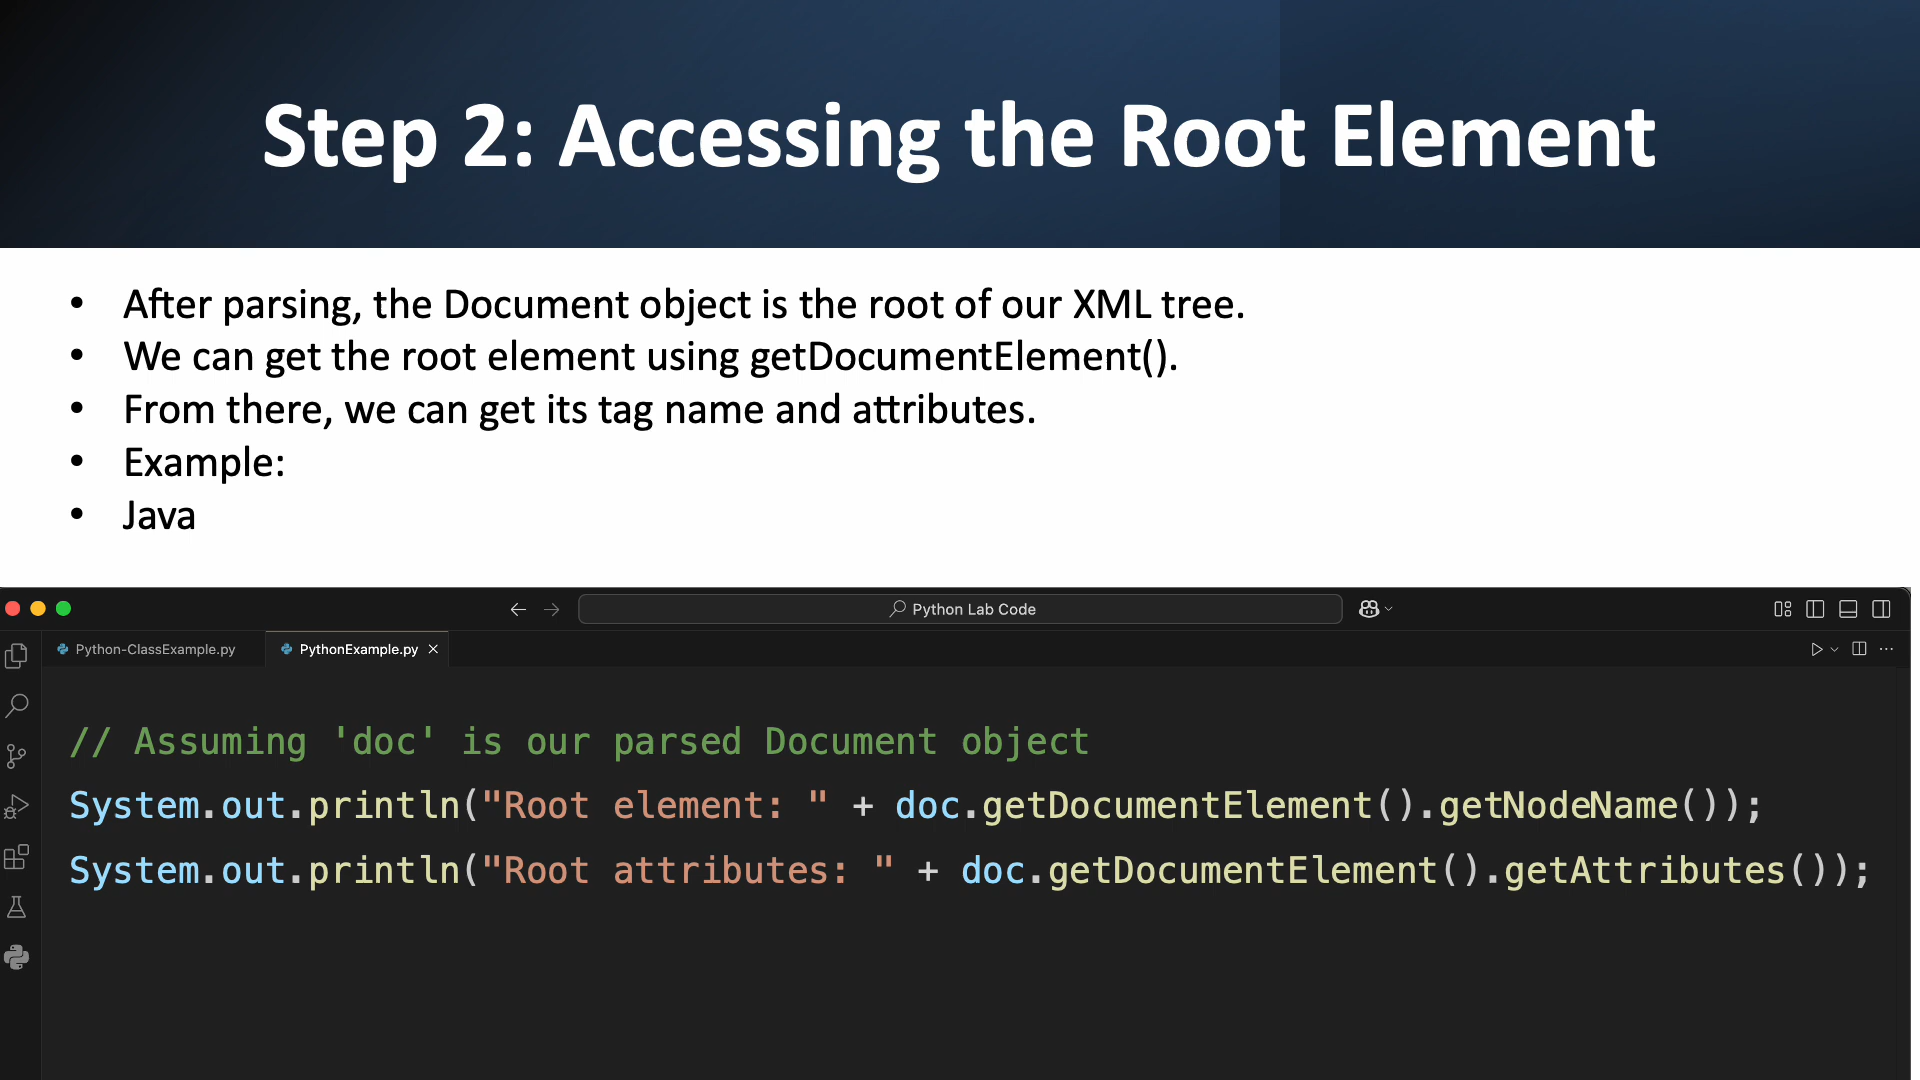 Step 2: Accessing the Root Element
• After parsing, the Document object is the root of our XML tree.
• We can get the root element using getDocumentElement().
• From there, we can get its tag name and attributes.
• Example:
• Java
Python Lab Code
Python-ClassExample.py
PythonExample.py
// Assuming 'doc' is our parsed Document object
System.out.println("Root element: " + doc.getDocumentElement().getNodeName());
System.out.println("Root attributes: " + doc.getDocumentElement().getAttributes());